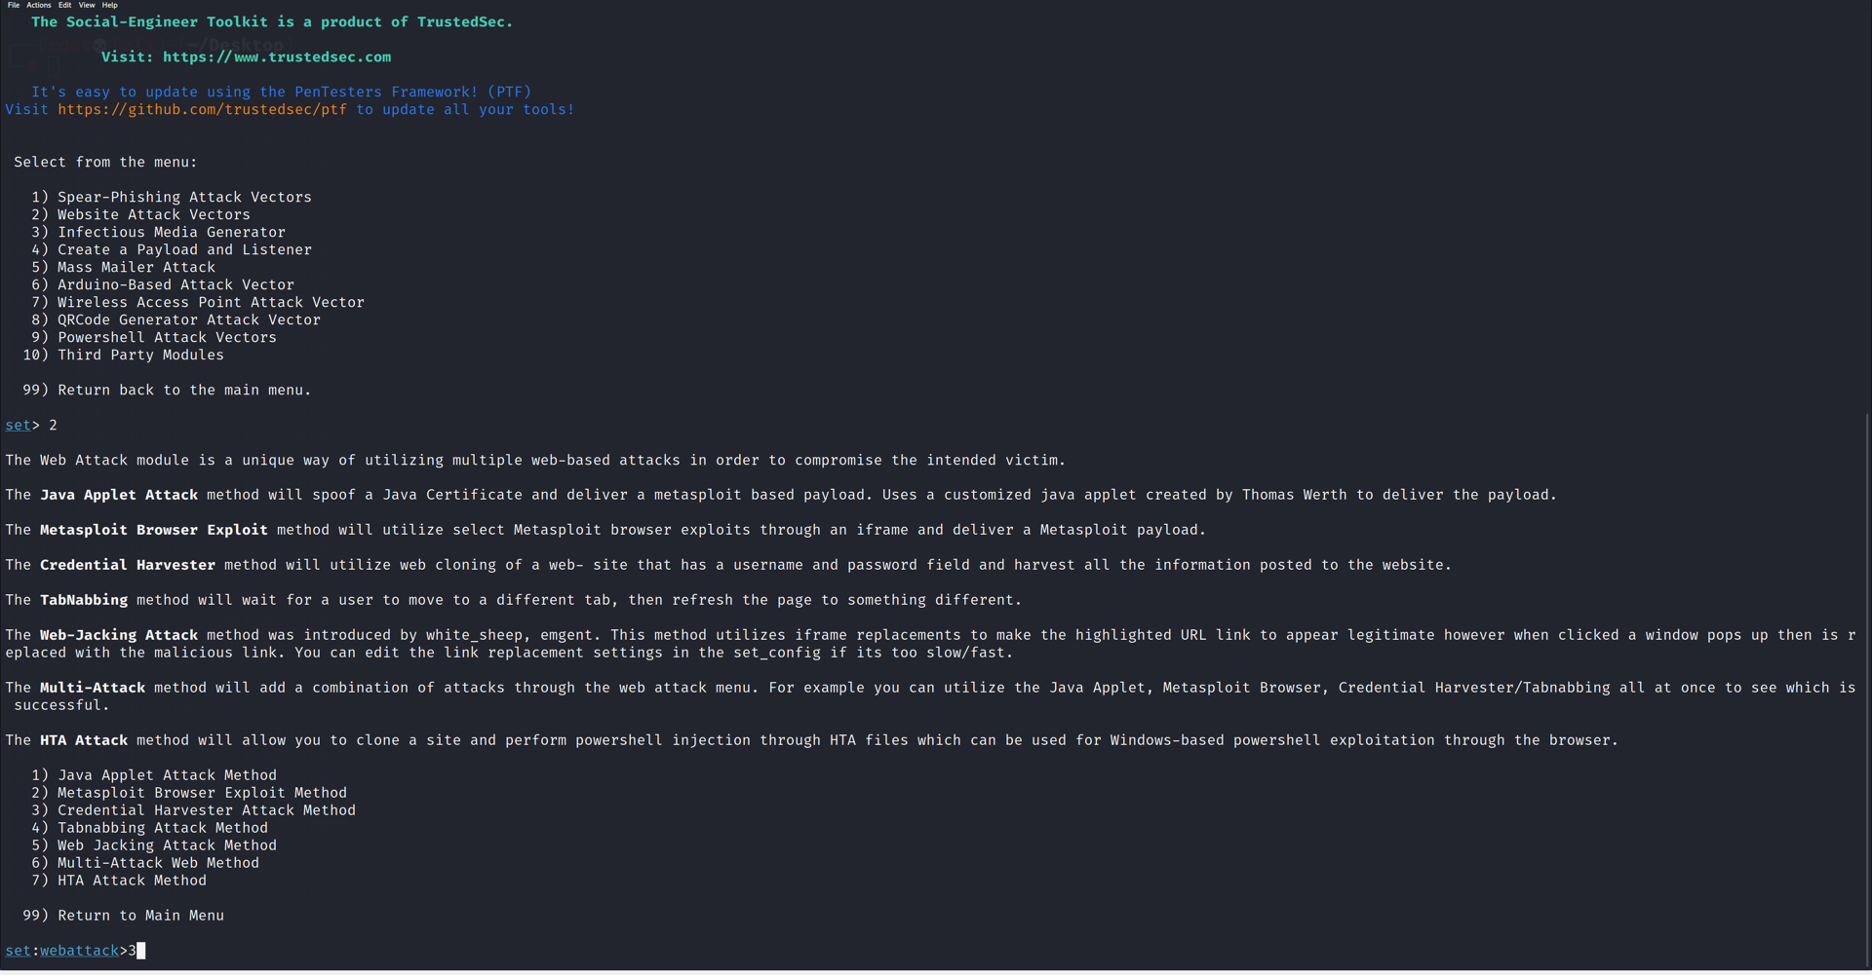 File Actions Edit View Help
The Social-Engineer Toolkit is a product of TrustedSec.
~/Desktop
Visit: https://www.trustedsec.com
It's easy to update using the PenTesters Framework! (PTF)
Visit https://github.com/trustedsec/ptf to update all your tools!
Select from the menu:
1) Spear-Phishing Attack Vectors
2) Website Attack Vectors
3) Infectious Media Generator
4) Create a Payload and Listener
5) Mass Mailer Attack
6) Arduino-Based Attack Vector
7) Wireless Access Point Attack Vector
8) QRCode Generator Attack Vector
9) Powershell Attack Vectors
10) Third Party Modules
99) Return back to the main menu.
set> 2
The Web Attack module is a unique way of utilizing multiple web-based attacks in order to compromise the intended victim.
The Java Applet Attack method will spoof a Java Certificate and deliver a metasploit based payload. Uses a customized java applet created by Thomas Werth to deliver the payload.
The Metasploit Browser Exploit method will utilize select Metasploit browser exploits through an iframe and deliver a Metasploit payload.
The Credential Harvester method will utilize web cloning of a web- site that has a username and password field and harvest all the information posted to the website.
The TabNabbing method will wait for a user to move to a different tab, then refresh the page to something different.
The Web-Jacking Attack method was introduced by white_sheep, emgent. This method utilizes iframe replacements to make the highlighted URL link to appear legitimate however when clicked a window pops up then is r
eplaced with the malicious link. You can edit the link replacement settings in the set_config if its too slow/fast.
The Multi-Attack method will add a combination of attacks through the web attack menu. For example you can utilize the Java Applet, Metasploit Browser, Credential Harvester/Tabnabbing all at once to see which is
successful.
The HTA Attack method will allow you to clone a site and perform powershell injection through HTA files which can be used for Windows-based powershell exploitation through the browser.
1) Java Applet Attack Method
2) Metasploit Browser Exploit Method
3) Credential Harvester Attack Method
4) Tabnabbing Attack Method
5) Web Jacking Attack Method
6) Multi-Attack Web Method
7) HTA Attack Method
99) Return to Main Menu
set:webattack>3